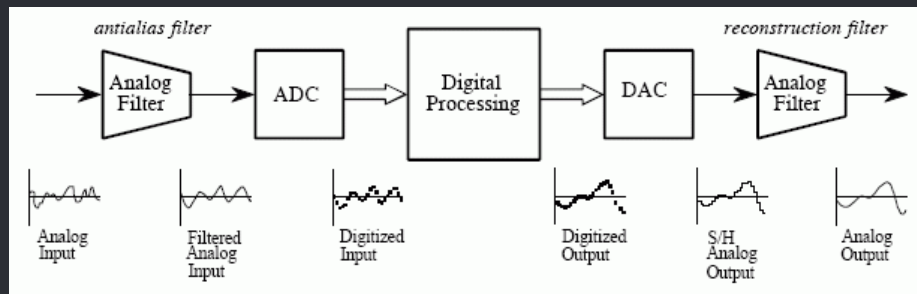 antialias filter
reconstruction filter
Analog
Filter
ADC
Digital
Processing
DAC
Analog
Filter
Analog
Input
Filtered
Analog
Input
Digitized
Input
Digitized
Output
S/H
Analog
Output
Analog
Output